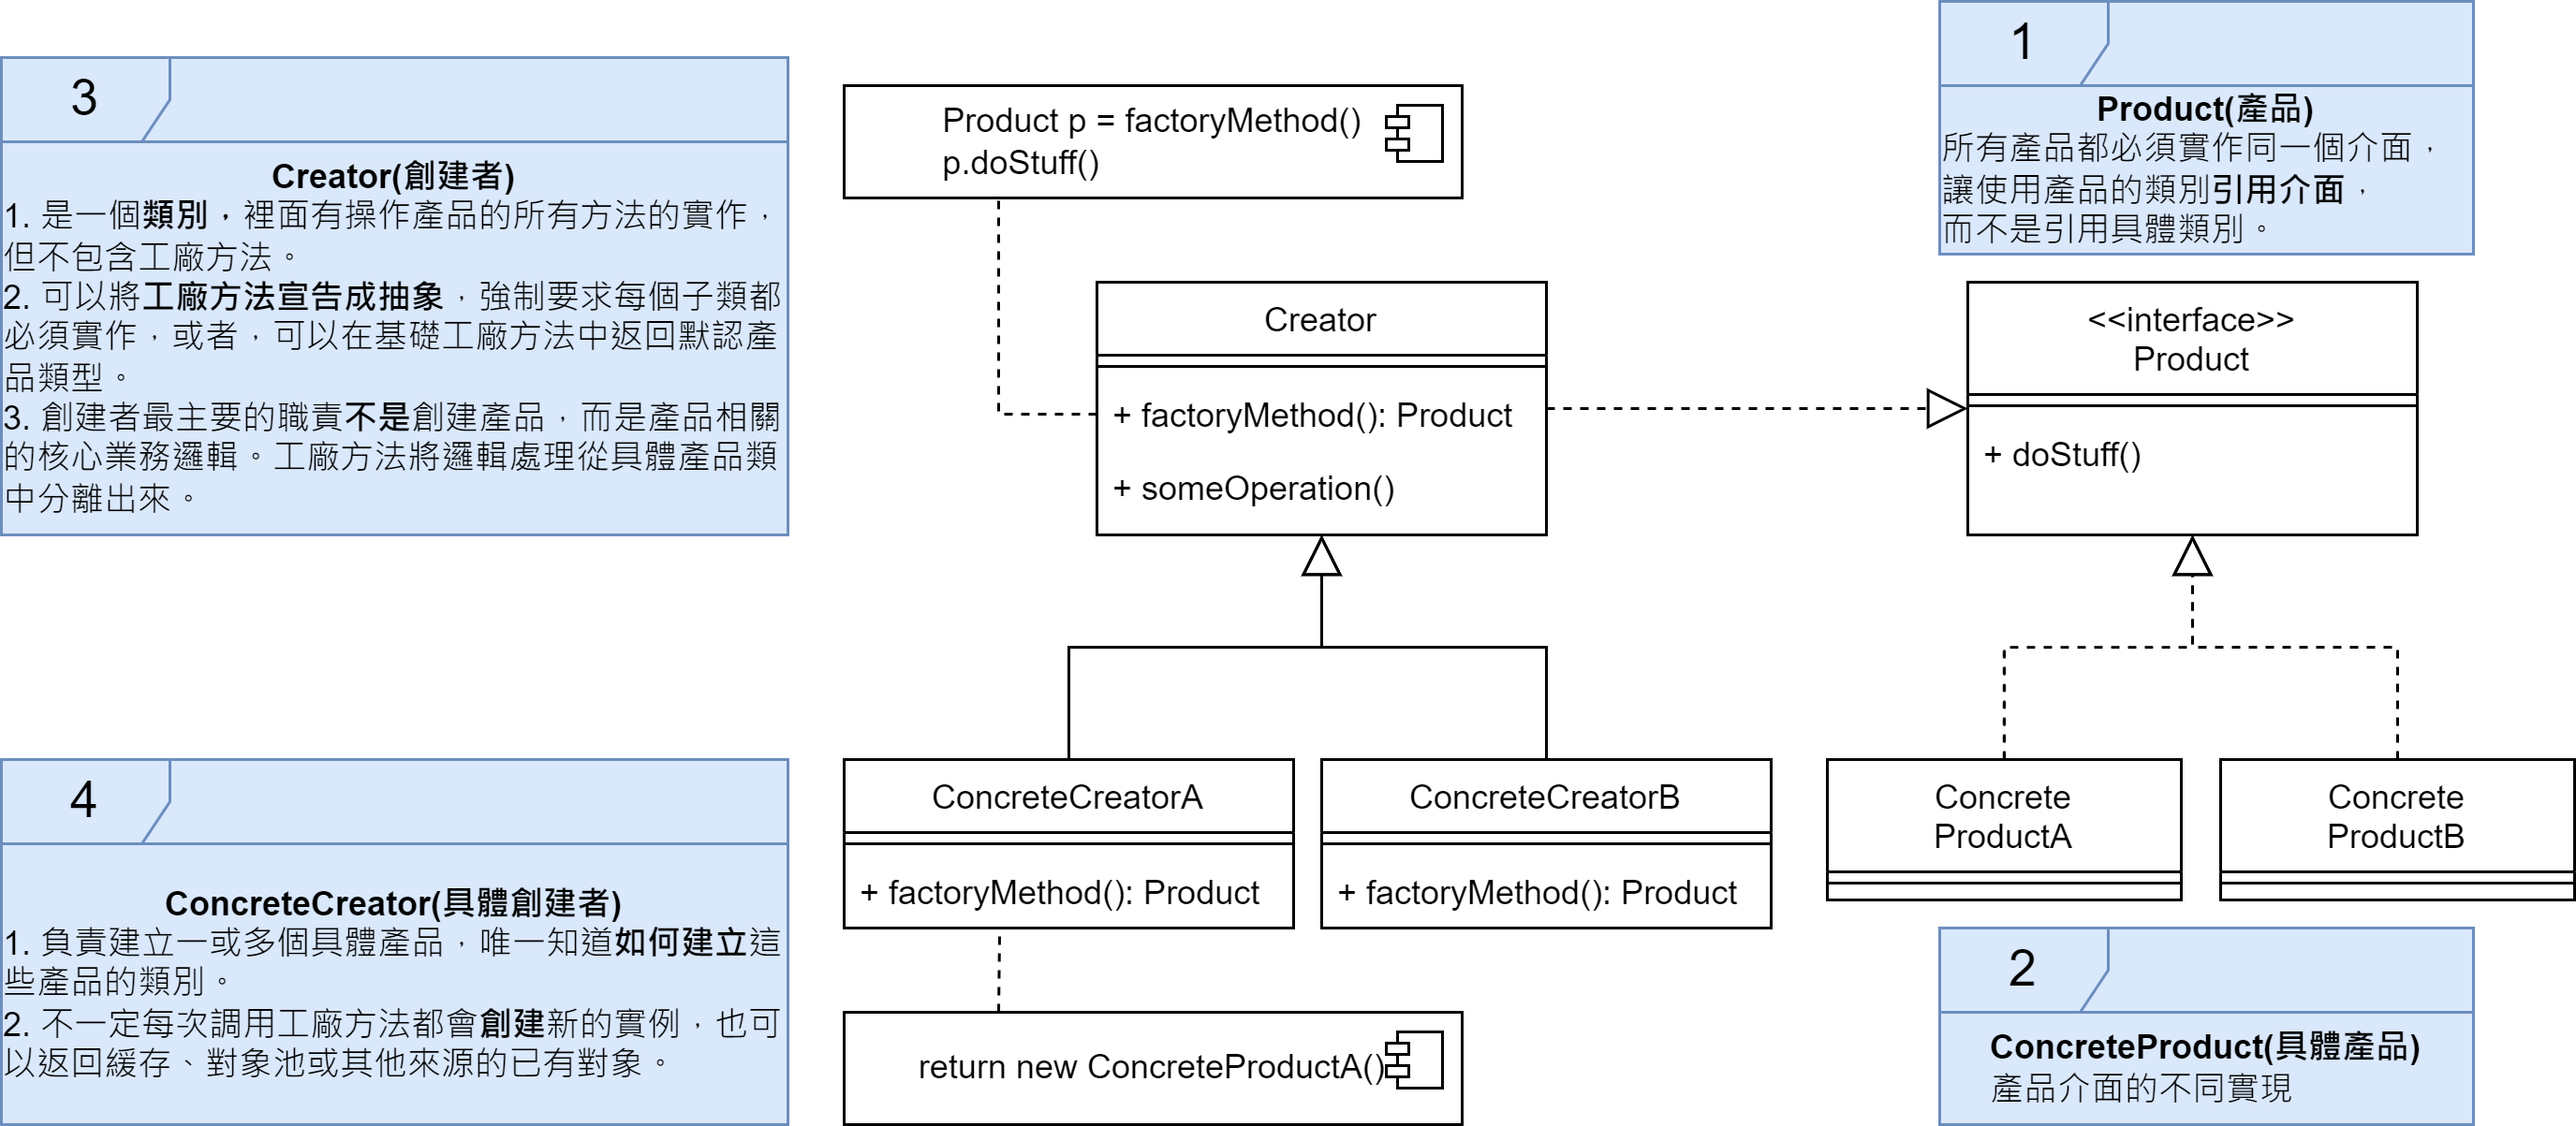 3
Creator(創建者)
1. 是一個類別，裡面有操作產品的所有方法的實作，
但不包含工廠方法。
2. 可以將工廠方法宣告成抽象，強制要求每個子類都
必須實作，或者，可以在基礎工廠方法中返回默認產
品類型。
3. 創建者最主要的職責不是創建產品，而是產品相關
的核心業務邏輯。工廠方法將邏輯處理從具體產品類
中分離出來。
Product p = factoryMethod()
p.doStuff()
1
Product(產品)
所有產品都必須實作同一個介面，
讓使用產品的類別引用介面，
而不是引用具體類別。
Creator
+ factoryMethod(): Product
+ someOperation()
<<interface>>
Product
+ doStuff()
4
ConcreteCreator(具體創建者)
1. 負責建立一或多個具體產品，唯一知道如何建立這
些產品的類別。
2. 不一定每次調用工廠方法都會創建新的實例，也可
以返回緩存、對象池或其他來源的已有對象。
ConcreteCreatorA
+ factoryMethod(): Product
ConcreteCreatorB
+ factoryMethod(): Product
Concrete
ProductA
Concrete
ProductB
return new ConcreteProductA()
2
ConcreteProduct(具體產品)
產品介面的不同實現